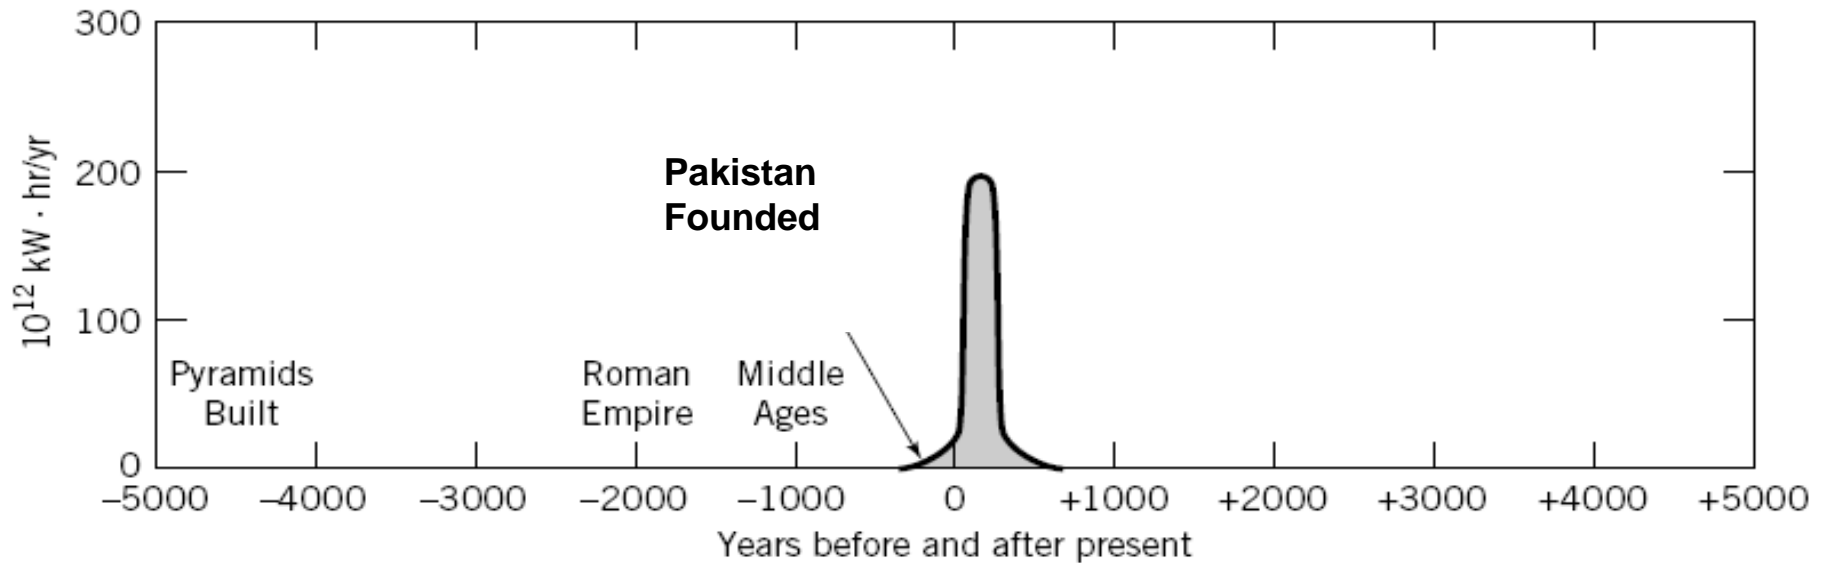 300
200
100
0
10¹² kW · hr/yr
Pakistan
Founded
Pyramids
Built
Roman
Empire
Middle
Ages
–5000 –4000 –3000 –2000 –1000 0 +1000 +2000 +3000 +4000 +5000
Years before and after present